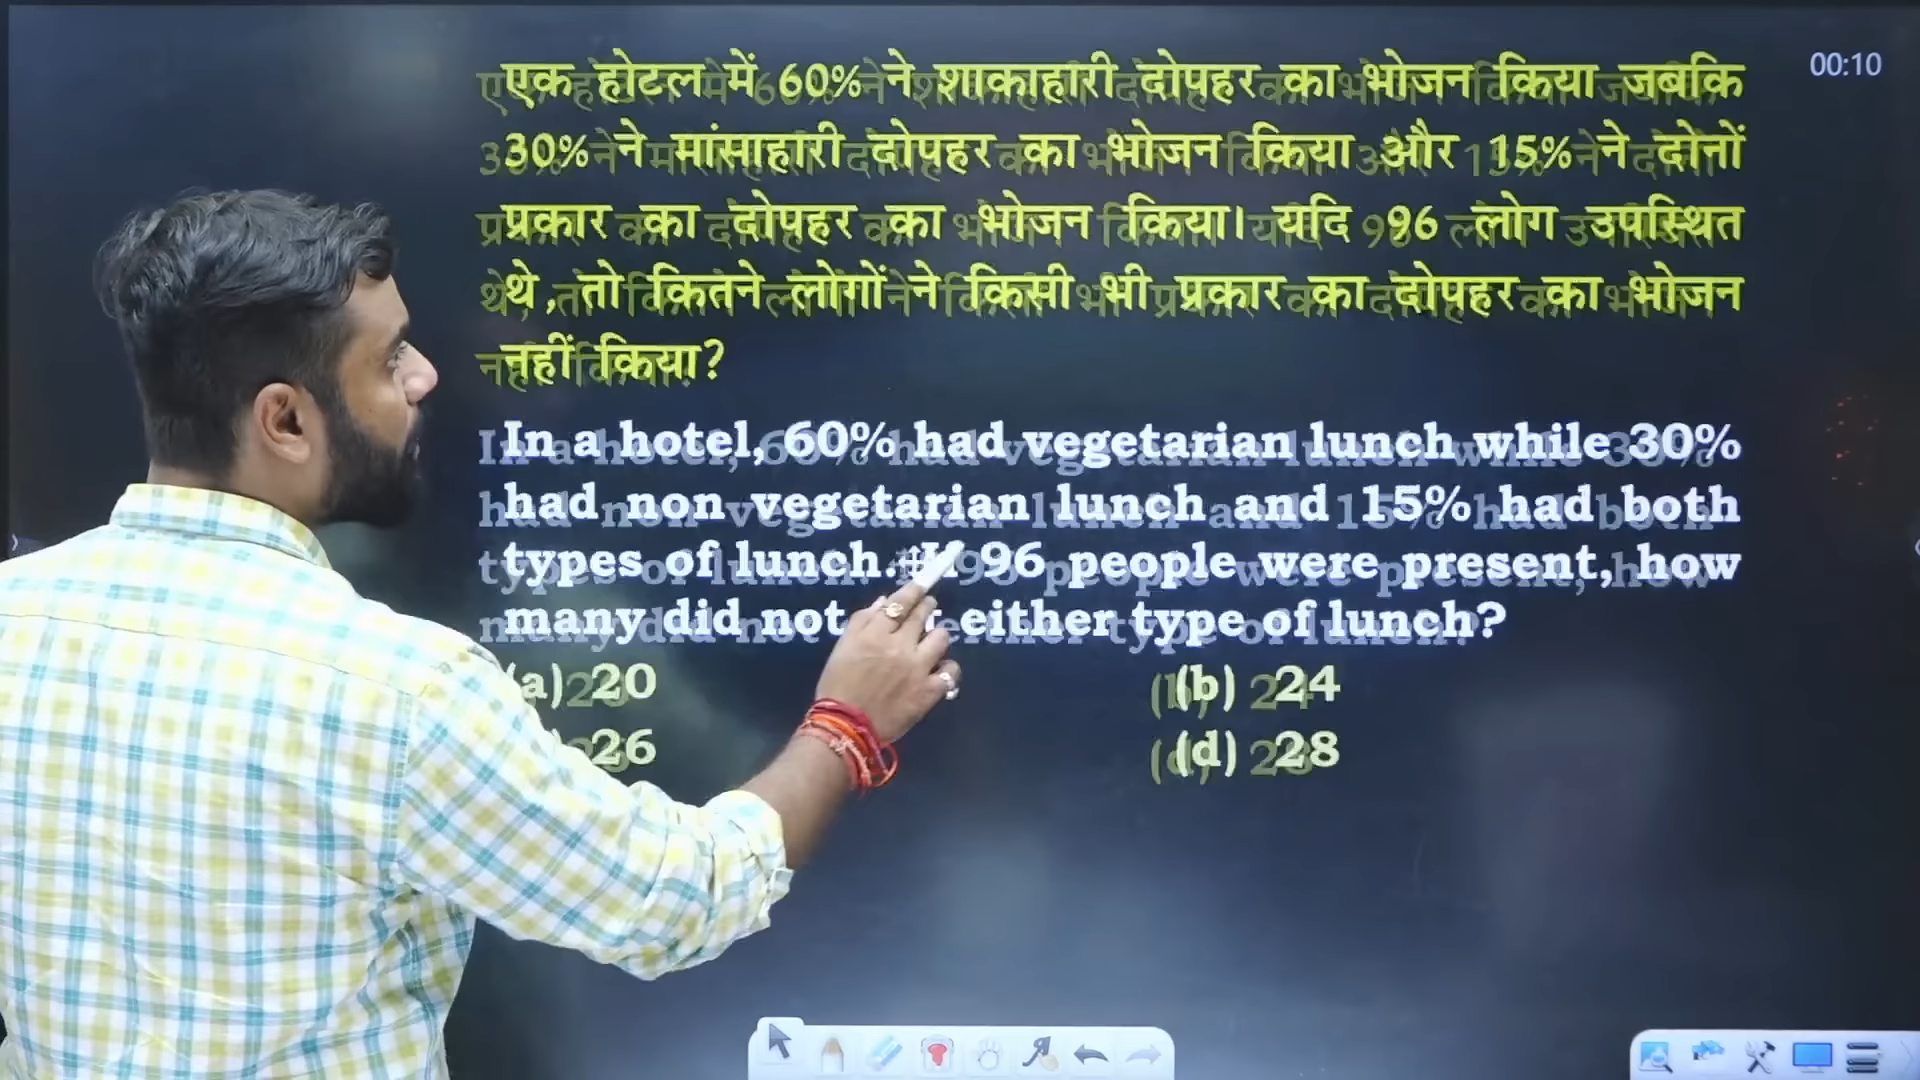 00:10
एक होटल में 60% ने शाकाहारी दोपहर का भोजन किया जबकि
30% ने मांसाहारी दोपहर का भोजन किया और 15% ने दोनों
प्रकार का दोपहर का भोजन किया। यदि 96 लोग उपस्थित
थे, तो कितने लोगों ने किसी भी प्रकार का दोपहर का भोजन
नहीं किया?
In a hotel, 60% had vegetarian lunch while 30%
had non vegetarian lunch and 15% had both
types of lunch. 96 people were present, how
many did not either type of lunch?
(a) 20
(b) 24
26
(d) 28